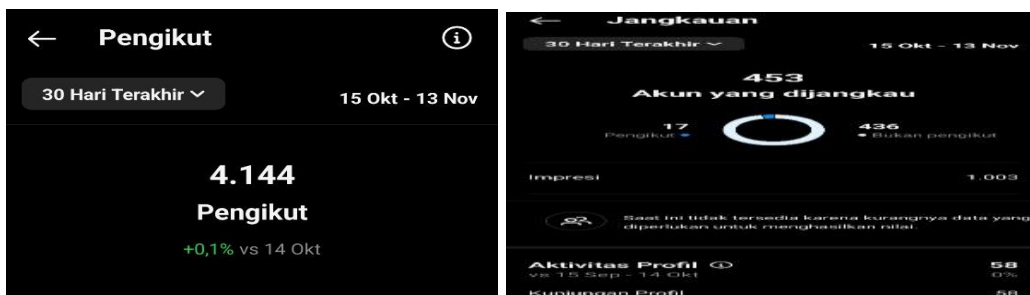 Pengikut
30 Hari Terakhir
15 Okt - 13 Nov
4.144
Pengikut
+0,1% vs 14 Okt
Jangkauan
30 Hari Terakhir
15 Okt - 13 Nov
453
Akun yang dijangkau
17
Pengikut
436
Bukan pengikut
Impresi 1.003
Saat ini tidak tersedia karena kurangnya data yang
diperlukan untuk menghasilkan nilai.
Aktivitas Profil 58
vs 15 Sep - 14 Okt 0%
Kunjungan Profil 58